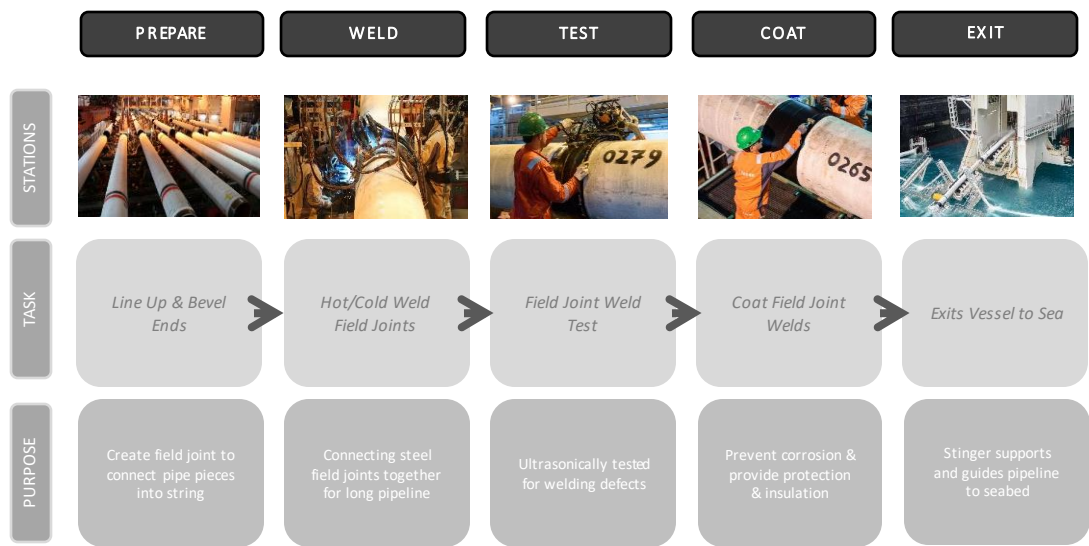 PREPARE
WELD
TEST
COAT
EXIT
STATIONS
0279
0265
TASK
Line Up & Bevel
Ends
Hot/Cold Weld
Field Joints
Field Joint Weld
Test
Coat Field Joint
Welds
Exits Vessel to Sea
PURPOSE
Create field joint to
connect pipe pieces
into string
Connecting steel
field joints together
for long pipeline
Ultrasonically tested
for welding defects
Prevent corrosion &
provide protection
& insulation
Stinger supports
and guides pipeline
to seabed